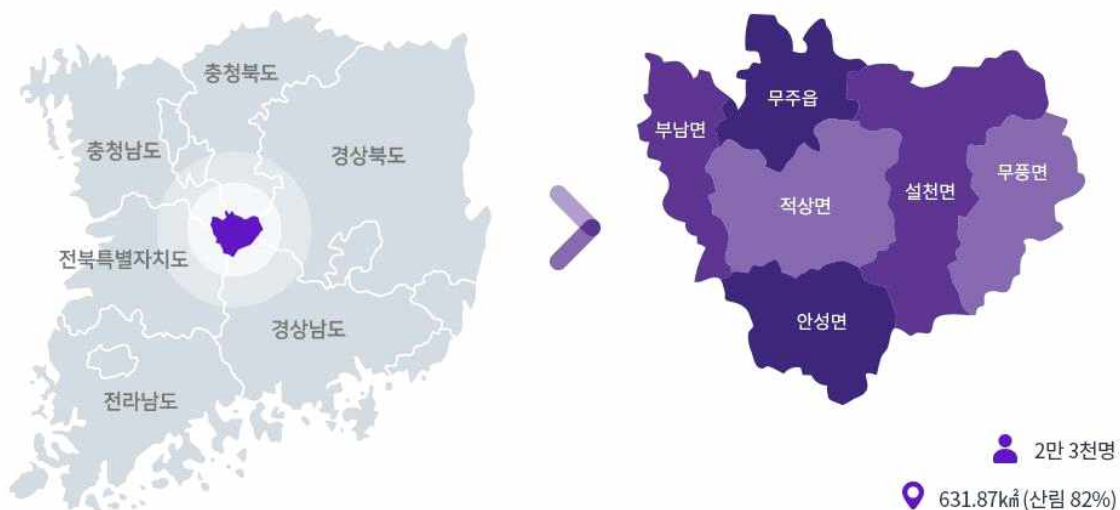 충청북도
충청남도
경상북도
전북특별자치도
경상남도
전라남도
무주읍
부남면
무풍면
설천면
적상면
안성면
2만 3천명
631.87㎢ (산림 82%)